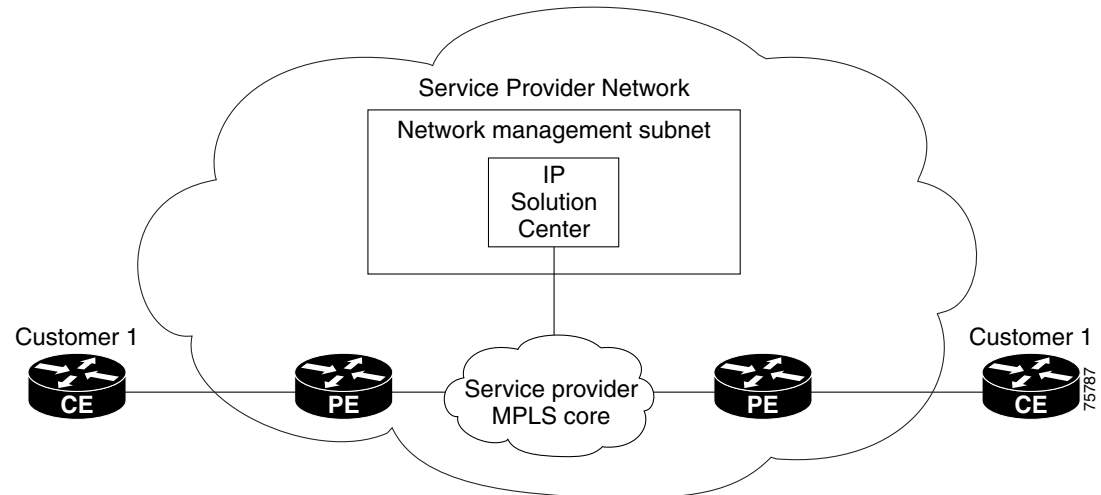 Service Provider Network
Network management subnet
IP
Solution
Center
Customer 1
Customer 1
CE
PE
Service provider
MPLS core
PE
CE
75787